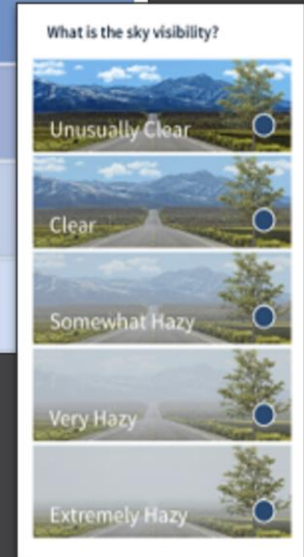 What is the sky visibility?
Unusually Clear
Clear
Somewhat Hazy
Very Hazy
Extremely Hazy